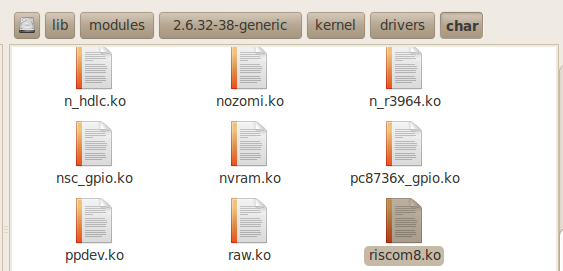 lib modules 2.6.32-38-generic kernel drivers char
n_hdlc.ko nozomi.ko n_r3964.ko
nsc_gpio.ko nvram.ko pc8736x_gpio.ko
ppdev.ko raw.ko riscom8.ko